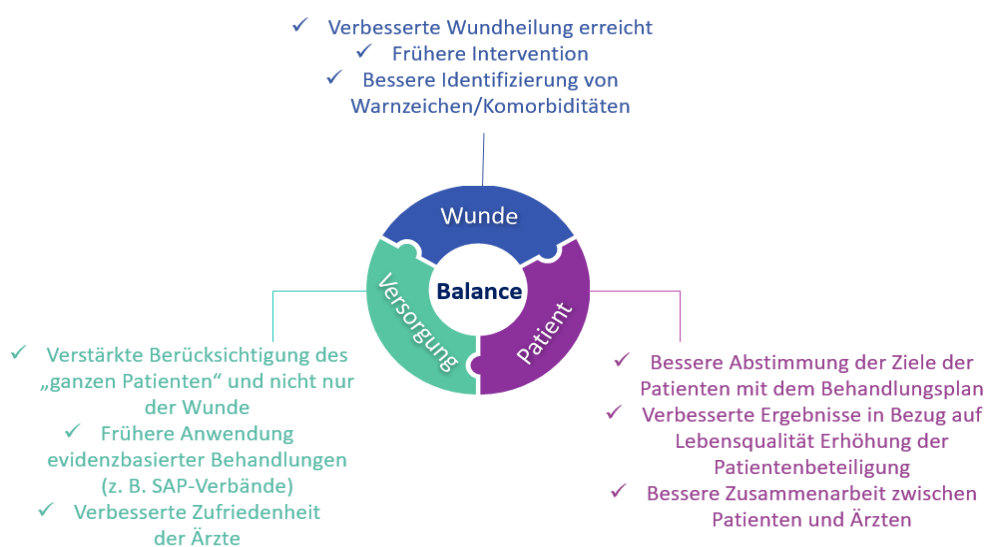 ✓ Verbesserte Wundheilung erreicht
✓ Frühere Intervention
✓ Bessere Identifizierung von
Warnzeichen/Komorbiditäten
Wunde
Balance
Versorgung
Patient
✓ Verstärkte Berücksichtigung des
„ganzen Patienten“ und nicht nur
der Wunde
✓ Frühere Anwendung
evidenzbasierter Behandlungen
(z. B. SAP-Verbände)
✓ Verbesserte Zufriedenheit
der Ärzte
✓ Bessere Abstimmung der Ziele der
Patienten mit dem Behandlungsplan
✓ Verbesserte Ergebnisse in Bezug auf
Lebensqualität Erhöhung der
Patientenbeteiligung
✓ Bessere Zusammenarbeit zwischen
Patienten und Ärzten